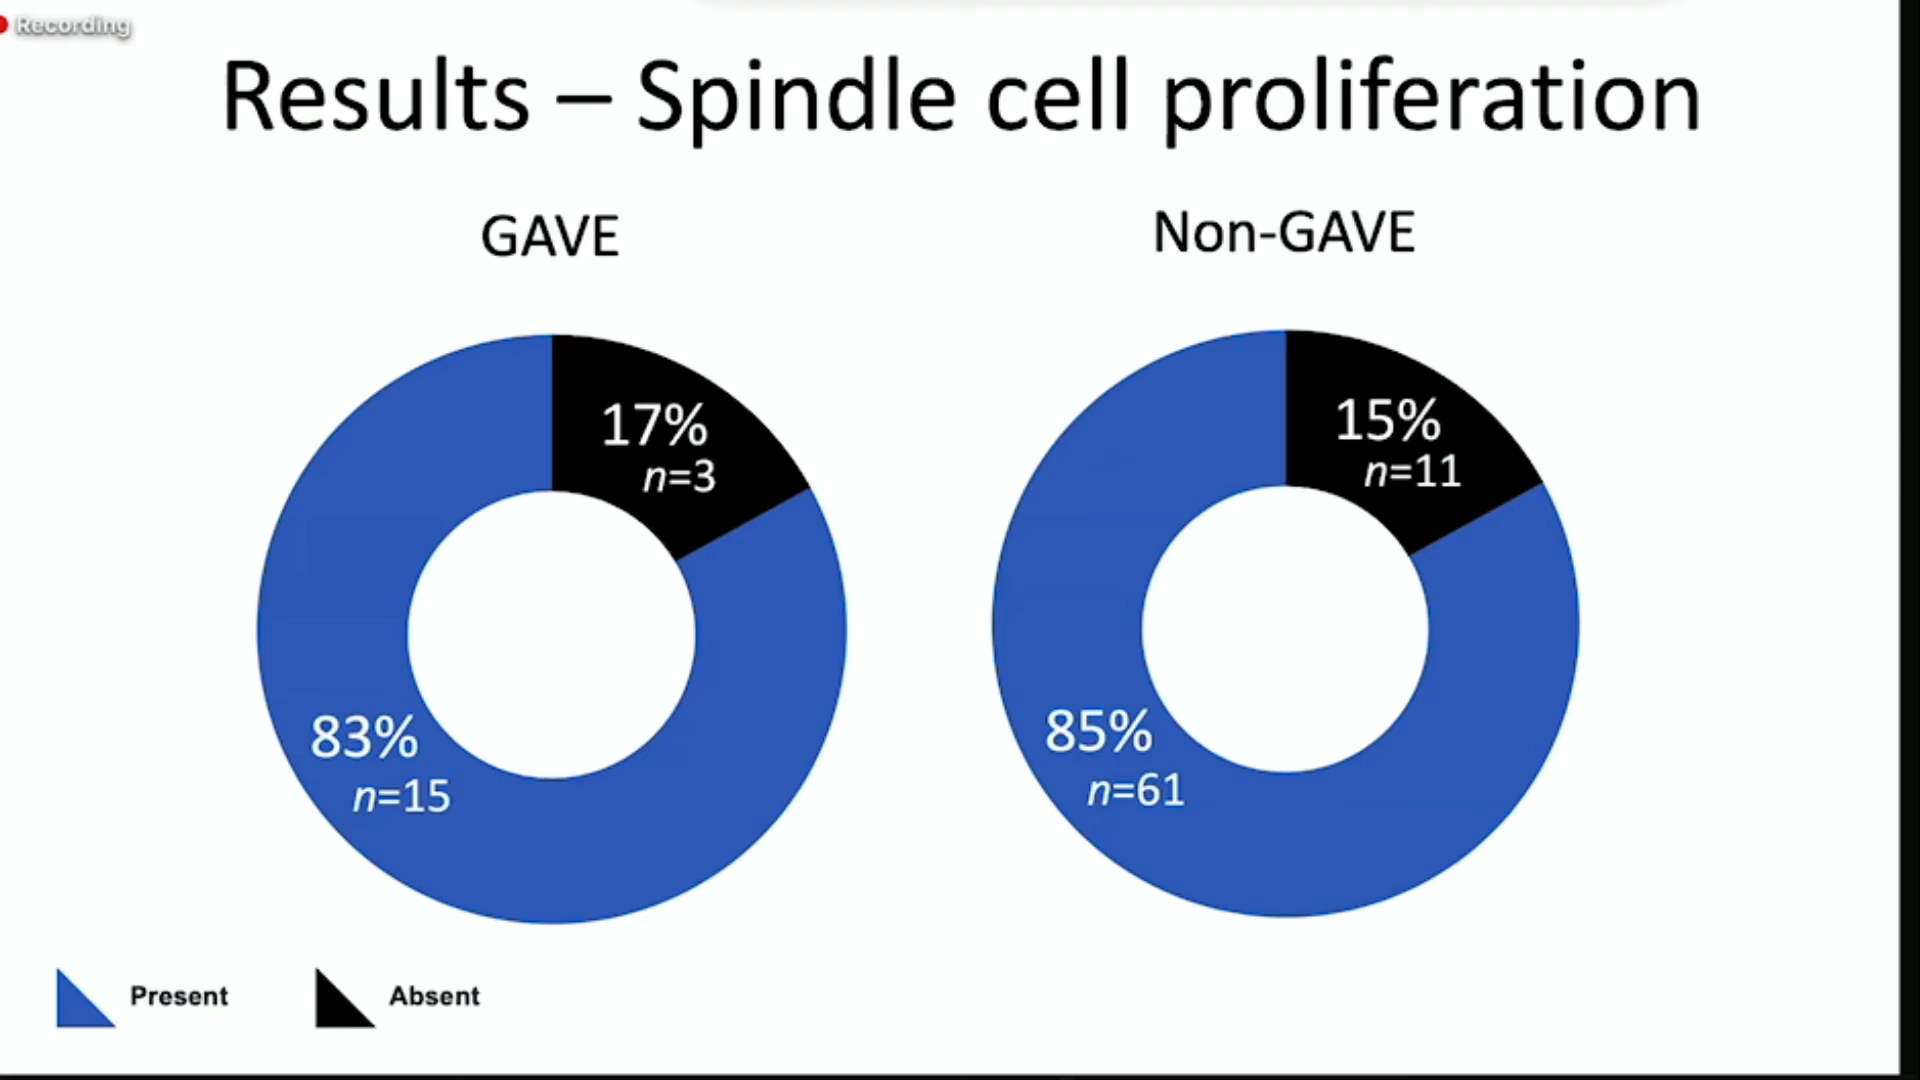 Recording
Results – Spindle cell proliferation
GAVE
Non-GAVE
17%
n=3
83%
n=15
15%
n=11
85%
n=61
Present
Absent